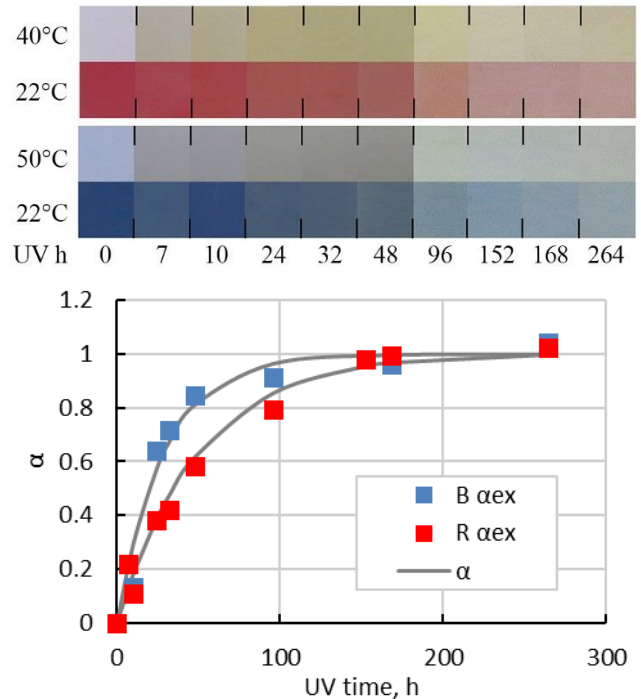 40°C
22°C
50°C
22°C
UV h 0 7 10 24 32 48 96 152 168 264
1.2
1
0.8
0.6
0.4
0.2
0
α
B αex
R αex
α
0 100 200 300
UV time, h